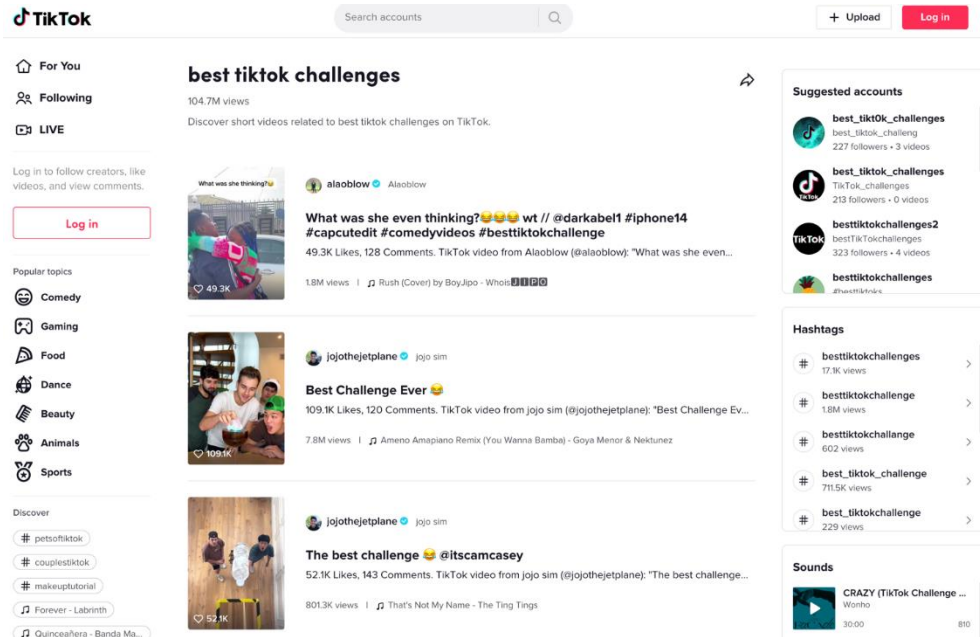 TikTok
Search accounts
+ Upload
Log in
For You
Following
LIVE
Log in to follow creators, like
videos, and view comments.
Log in
Popular topics
Comedy
Gaming
Food
Dance
Beauty
Animals
Sports
Discover
# petsoftiktok
# couplestiktok
# makeuptutorial
Forever - Labrinth
Quinceañera - Banda Ma...
best tiktok challenges
104.7M views
Discover short videos related to best tiktok challenges on TikTok.
What was she thinking?😂
49.3K
alaoblow Alaoblow
What was she even thinking?😂😂😂 wt // @darkabel1 #iphone14
#capcutedit #comedyvideos #besttiktokchallenge
49.3K Likes, 128 Comments. TikTok video from Alaoblow (@alaoblow): "What was she even...
1.8M views | Rush (Cover) by BoyJipo - Whois🅹🅸🅿🅾
109.1K
jojothejetplane jojo sim
Best Challenge Ever 😂
109.1K Likes, 120 Comments. TikTok video from jojo sim (@jojothejetplane): "Best Challenge Ev...
7.8M views | Ameno Amapiano Remix (You Wanna Bamba) - Goya Menor & Nektunez
52.1K
jojothejetplane jojo sim
The best challenge 😂 @itscamcasey
52.1K Likes, 143 Comments. TikTok video from jojo sim (@jojothejetplane): "The best challenge...
801.3K views | That's Not My Name - The Ting Tings
Suggested accounts
best_tikt0k_challenges
best_tiktok_challeng
227 followers • 3 videos
TikTok
best_tiktok_challenges
TikTok_challenges
213 followers • 0 videos
TikTok
besttiktokchallenges2
bestTikTokchallenges
323 followers • 4 videos
besttiktokchallenges
#besttiktoks
Hashtags
# besttiktokchallenges
17.1K views
# besttiktokchallenge
1.8M views
# besttiktokchallange
602 views
# best_tiktok_challenge
711.5K views
# best_tiktokchallenge
229 views
Sounds
CRAZY (TikTok Challenge ...
Wonho
30:00 810